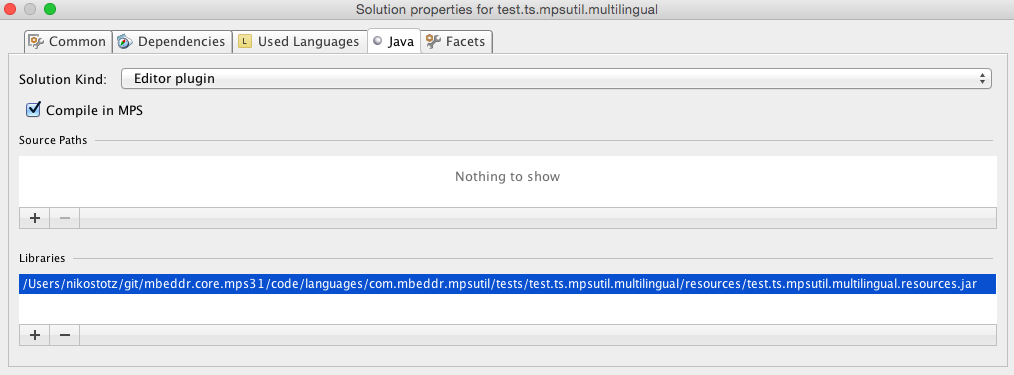 Solution properties for test.ts.mpsutil.multilingual
Common Dependencies L Used Languages Java Facets
Solution Kind: Editor plugin
Compile in MPS
Source Paths
Nothing to show
+ −
Libraries
/Users/nikostotz/git/mbeddr.core.mps31/code/languages/com.mbeddr.mpsutil/tests/test.ts.mpsutil.multilingual/resources/test.ts.mpsutil.multilingual.resources.jar
+ −